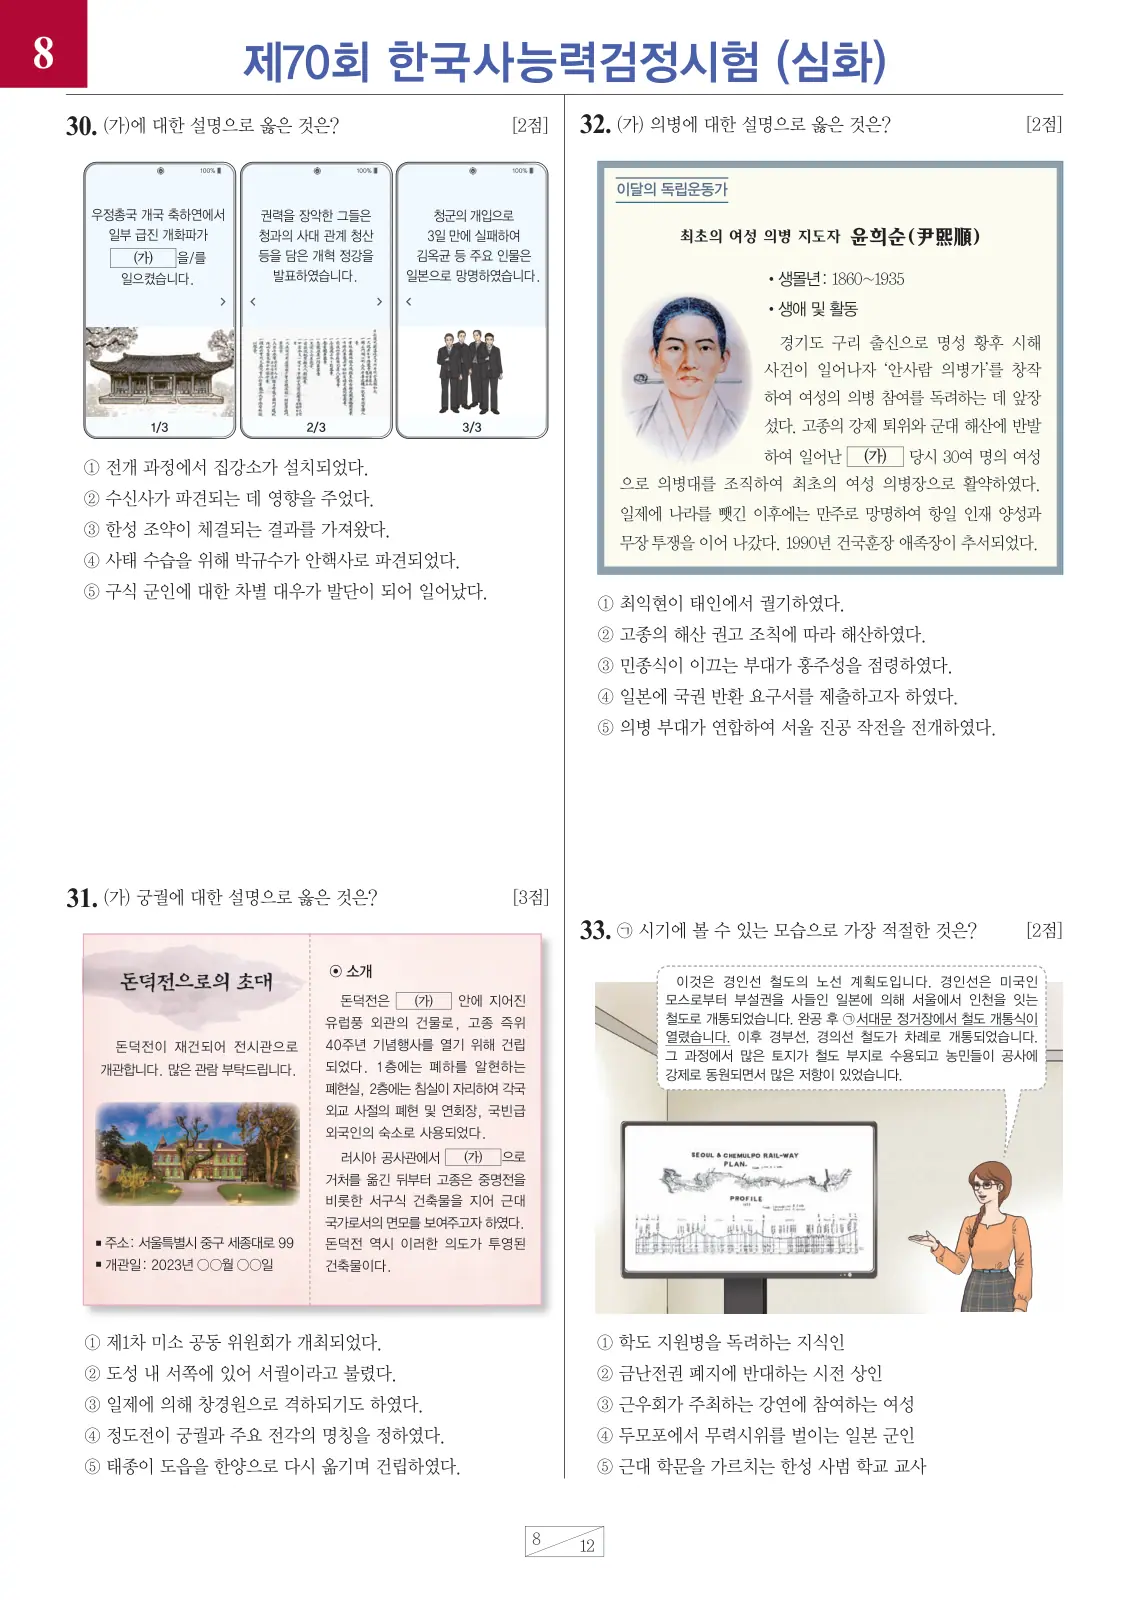 8
제70회 한국사능력검정시험 (심화)
30. (가)에 대한 설명으로 옳은 것은? [2점]
100%
우정총국 개국 축하연에서
일부 급진 개화파가
(가) 을/를
일으켰습니다.
1/3
100%
권력을 장악한 그들은
청과의 사대 관계 청산
등을 담은 개혁 정강을
발표하였습니다.
2/3
100%
청군의 개입으로
3일 만에 실패하여
김옥균 등 주요 인물은
일본으로 망명하였습니다.
3/3
① 전개 과정에서 집강소가 설치되었다.
② 수신사가 파견되는 데 영향을 주었다.
③ 한성 조약이 체결되는 결과를 가져왔다.
④ 사태 수습을 위해 박규수가 안핵사로 파견되었다.
⑤ 구식 군인에 대한 차별 대우가 발단이 되어 일어났다.
31. (가) 궁궐에 대한 설명으로 옳은 것은? [3점]
돈덕전으로의 초대
돈덕전이 재건되어 전시관으로
개관합니다. 많은 관람 부탁드립니다.
▪ 주소: 서울특별시 중구 세종대로 99
▪ 개관일: 2023년 ○○월 ○○일
⊙ 소개
돈덕전은 (가) 안에 지어진
유럽풍 외관의 건물로, 고종 즉위
40주년 기념행사를 열기 위해 건립
되었다. 1층에는 폐하를 알현하는
폐현실, 2층에는 침실이 자리하여 각국
외교 사절의 폐현 및 연회장, 국빈급
외국인의 숙소로 사용되었다.
러시아 공사관에서 (가) 으로
거처를 옮긴 뒤부터 고종은 중명전을
비롯한 서구식 건축물을 지어 근대
국가로서의 면모를 보여주고자 하였다.
돈덕전 역시 이러한 의도가 투영된
건축물이다.
① 제1차 미소 공동 위원회가 개최되었다.
② 도성 내 서쪽에 있어 서궐이라고 불렸다.
③ 일제에 의해 창경원으로 격하되기도 하였다.
④ 정도전이 궁궐과 주요 전각의 명칭을 정하였다.
⑤ 태종이 도읍을 한양으로 다시 옮기며 건립하였다.
32. (가) 의병에 대한 설명으로 옳은 것은? [2점]
이달의 독립운동가
최초의 여성 의병 지도자 윤희순(尹熙順)
• 생몰년: 1860~1935
• 생애 및 활동
경기도 구리 출신으로 명성 황후 시해
사건이 일어나자 ‘안사람 의병가’를 창작
하여 여성의 의병 참여를 독려하는 데 앞장
섰다. 고종의 강제 퇴위와 군대 해산에 반발
하여 일어난 (가) 당시 30여 명의 여성
으로 의병대를 조직하여 최초의 여성 의병장으로 활약하였다.
일제에 나라를 뺏긴 이후에는 만주로 망명하여 항일 인재 양성과
무장 투쟁을 이어 나갔다. 1990년 건국훈장 애족장이 추서되었다.
① 최익현이 태인에서 궐기하였다.
② 고종의 해산 권고 조칙에 따라 해산하였다.
③ 민종식이 이끄는 부대가 홍주성을 점령하였다.
④ 일본에 국권 반환 요구서를 제출하고자 하였다.
⑤ 의병 부대가 연합하여 서울 진공 작전을 전개하였다.
33. ㉠ 시기에 볼 수 있는 모습으로 가장 적절한 것은? [2점]
이것은 경인선 철도의 노선 계획도입니다. 경인선은 미국인
모스로부터 부설권을 사들인 일본에 의해 서울에서 인천을 잇는
철도로 개통되었습니다. 완공 후 ㉠서대문 정거장에서 철도 개통식이
열렸습니다. 이후 경부선, 경의선 철도가 차례로 개통되었습니다.
그 과정에서 많은 토지가 철도 부지로 수용되고 농민들이 공사에
강제로 동원되면서 많은 저항이 있었습니다.
SEOUL & CHEMULPO RAIL-WAY
PLAN.
PROFILE
① 학도 지원병을 독려하는 지식인
② 금난전권 폐지에 반대하는 시전 상인
③ 근우회가 주최하는 강연에 참여하는 여성
④ 두모포에서 무력시위를 벌이는 일본 군인
⑤ 근대 학문을 가르치는 한성 사범 학교 교사
8
12